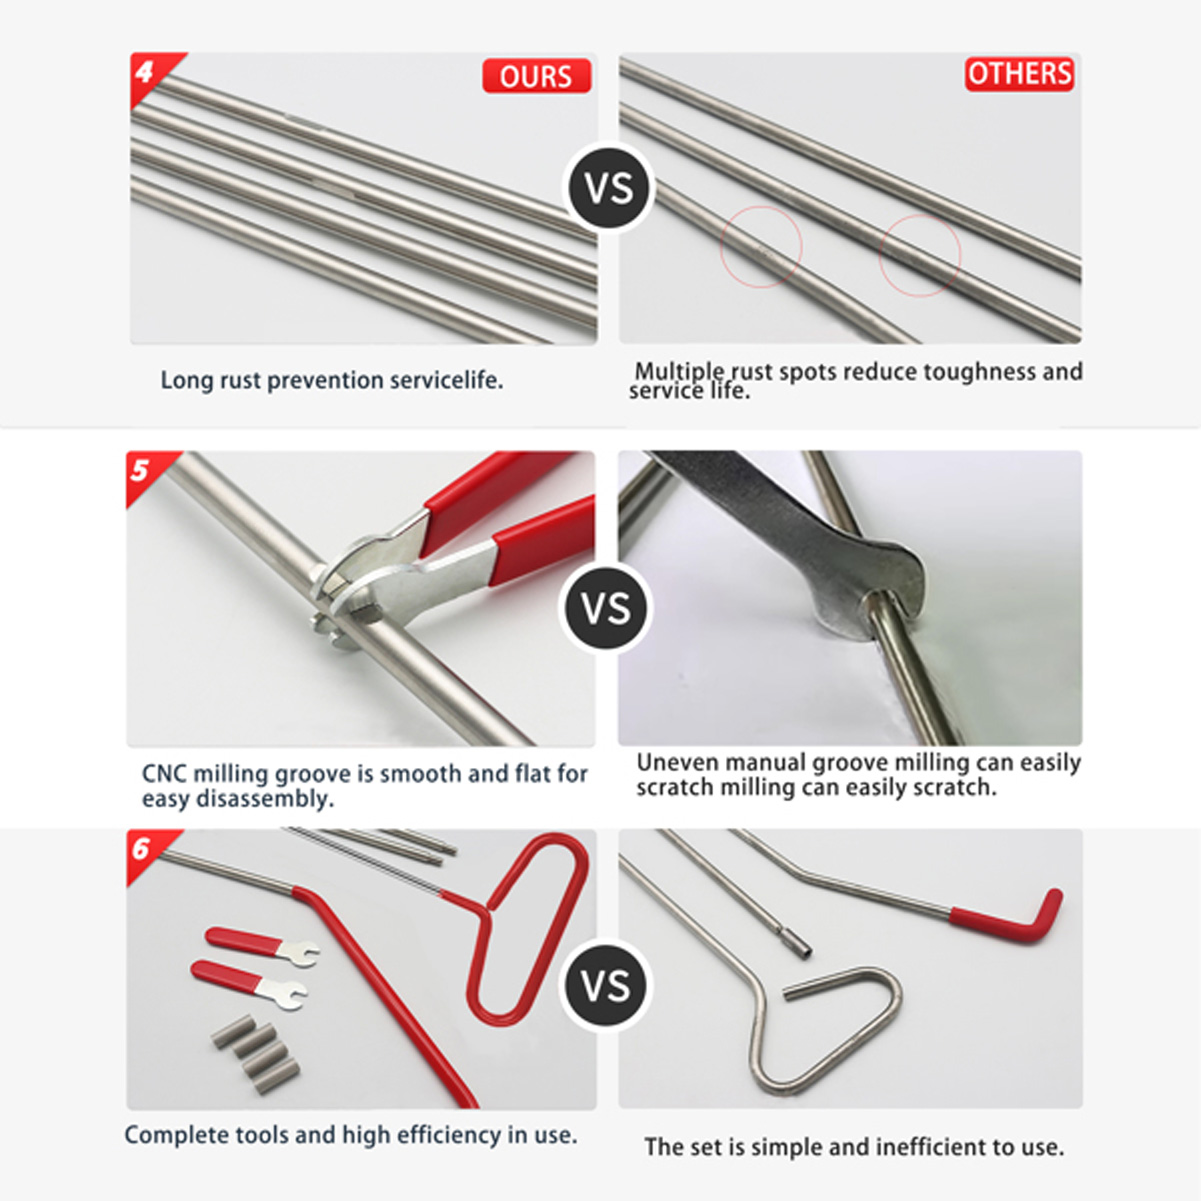 4
OURS
OTHERS
VS
Long rust prevention servicelife.
Multiple rust spots reduce toughness and
service life.
5
VS
CNC milling groove is smooth and flat for
easy disassembly.
Uneven manual groove milling can easily
scratch milling can easily scratch.
6
VS
Complete tools and high efficiency in use.
The set is simple and inefficient to use.